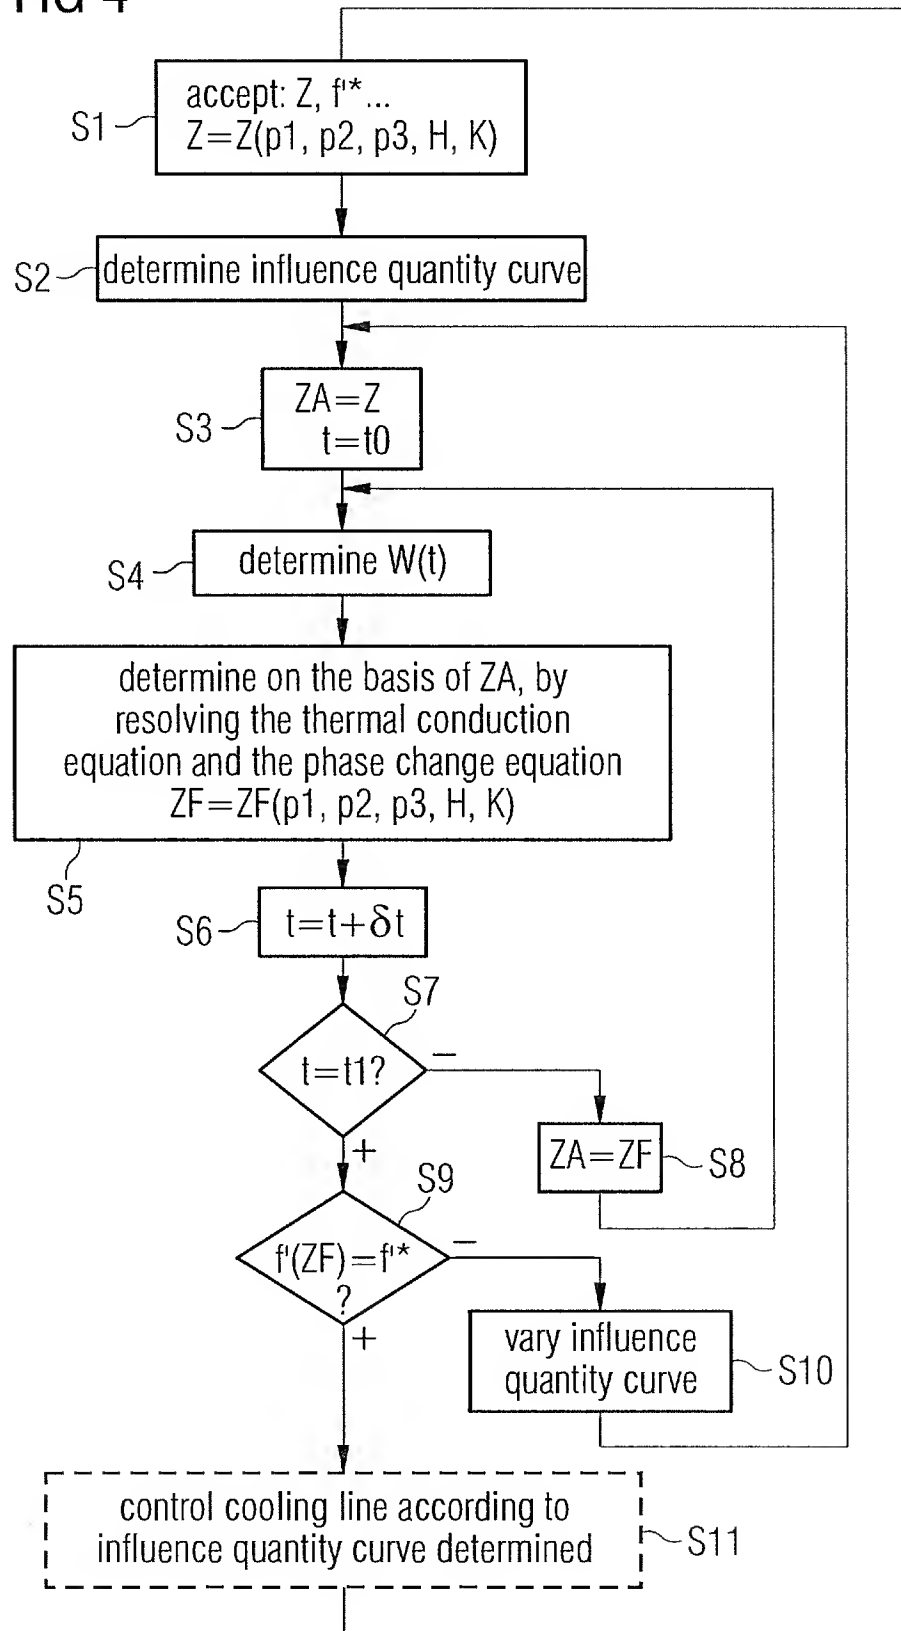 FIG 4
accept: Z, f'*...
S1
Z=Z(p1, p2, p3, H, K)
S2
determine influence quantity curve
ZA=Z
S3
t=t0
S4
determine W(t)
determine on the basis of ZA, by
resolving the thermal conduction
equation and the phase change equation
ZF=ZF(p1, p2, p3, H, K)
S5
S6
t=t+δt
S7
t=t1?
−
+
ZA=ZF
S8
S9
f'(ZF)=f'*
?
−
+
vary influence
quantity curve
S10
control cooling line according to
influence quantity curve determined
S11